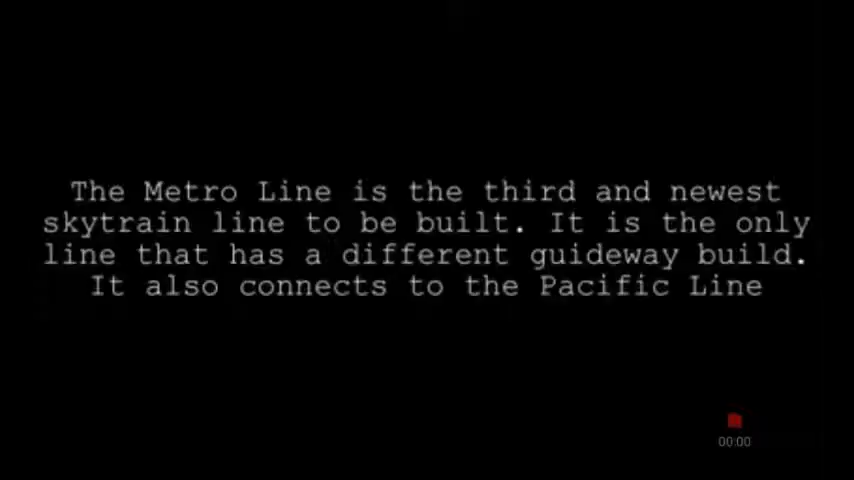 The Metro Line is the third and newest
skytrain line to be built. It is the only
line that has a different guideway build.
It also connects to the Pacific Line
00:00